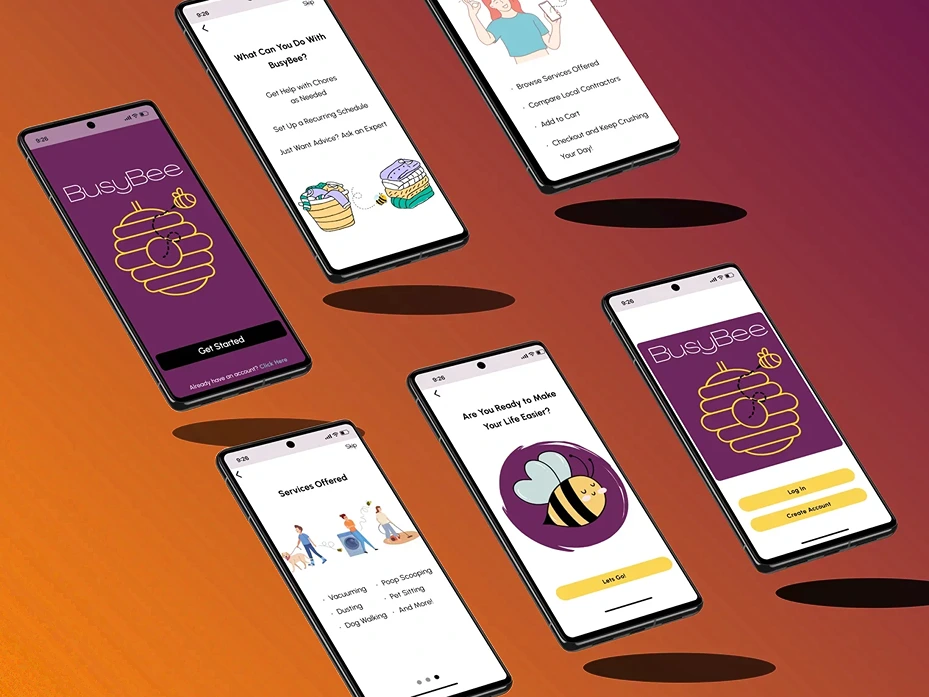 9:26
BusyBee
Get Started
Already have an account? Click Here
9:26
Skip
What Can You Do With
BusyBee?
Get Help with Chores
as Needed
Set Up a Recurring Schedule
Just Want Advice? Ask an Expert
· Browse Services Offered
· Compare Local Contractors
· Add to Cart
· Checkout and Keep Crushing
Your Day!
9:26
Skip
Services Offered
· Vacuuming
· Dusting
· Dog Walking
· Poop Scooping
· Pet Sitting
· And More!
9:26
Are You Ready to Make
Your Life Easier?
Lets Go!
9:26
BusyBee
Log In
Create Account